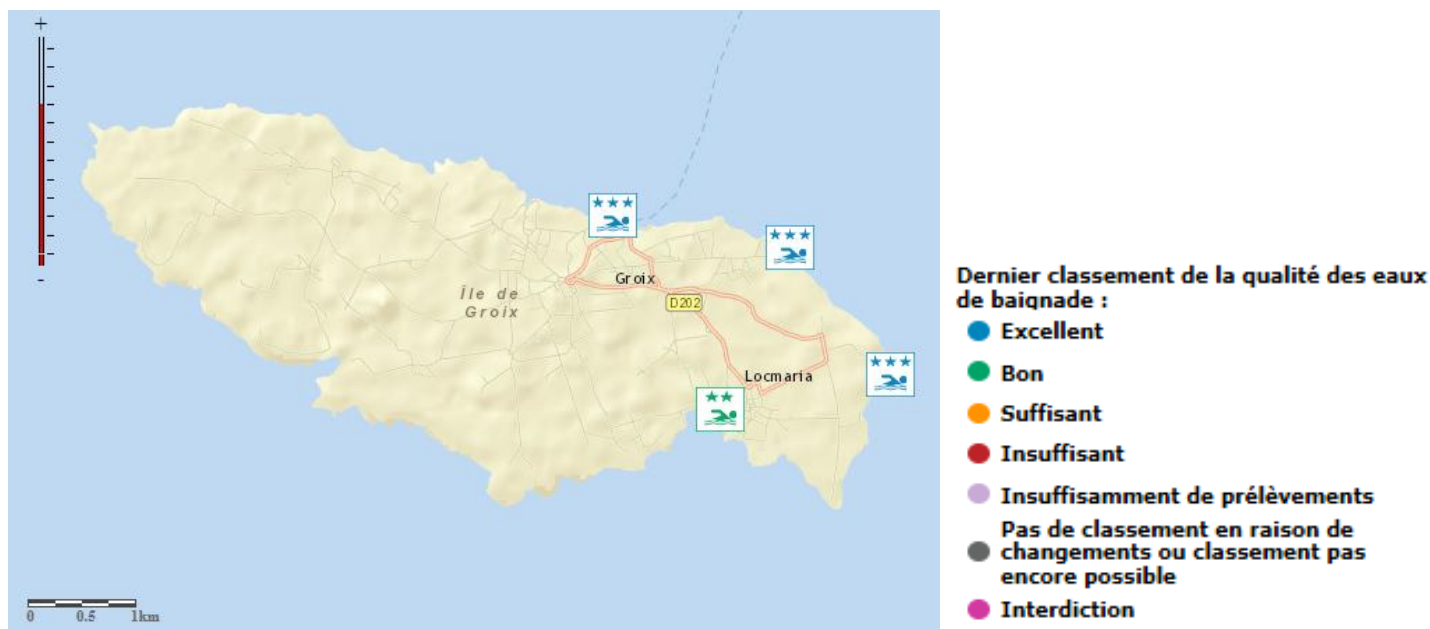 +
-
Île de
Groix
Groix
D202
Locmaria
0 0.5 1km
Dernier classement de la qualité des eaux
de baignade :
Excellent
Bon
Suffisant
Insuffisant
Insuffisamment de prélèvements
Pas de classement en raison de
changements ou classement pas
encore possible
Interdiction